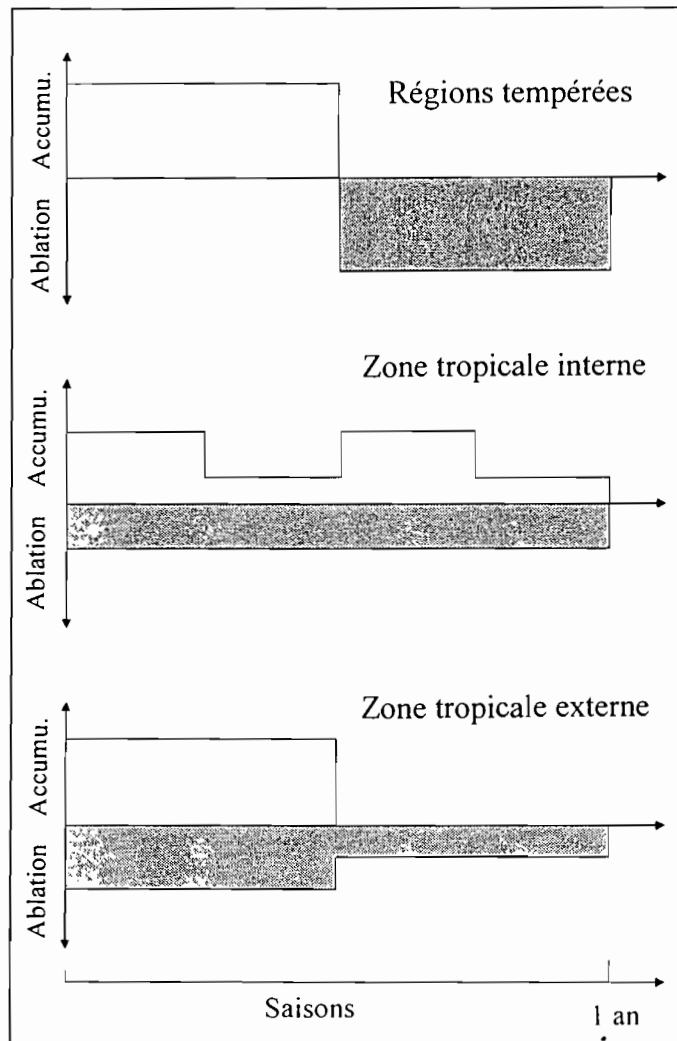 Régions tempérées
Accumu.
Ablation
Zone tropicale interne
Accumu.
Ablation
Zone tropicale externe
Accumu.
Ablation
Saisons
1 an